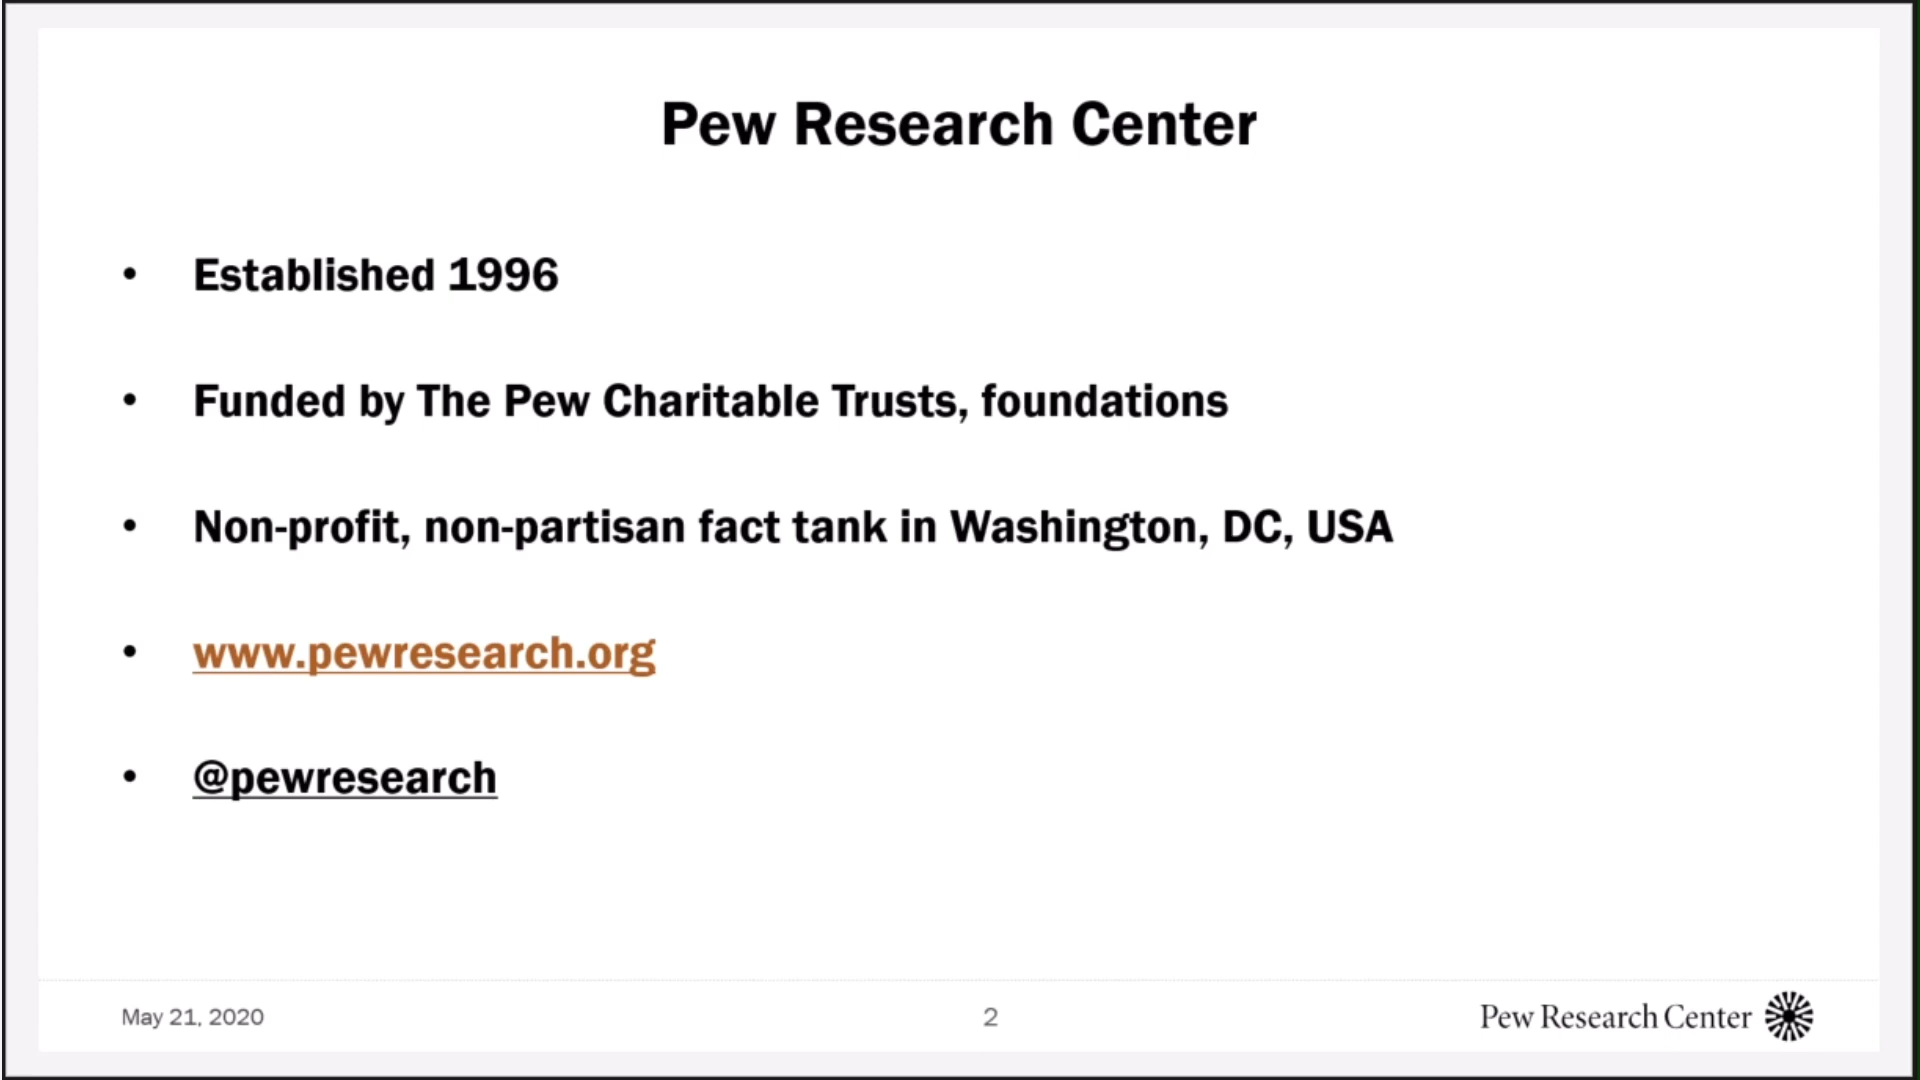 Pew Research Center
• Established 1996
• Funded by The Pew Charitable Trusts, foundations
• Non-profit, non-partisan fact tank in Washington, DC, USA
• www.pewresearch.org
• @pewresearch
May 21, 2020
2
Pew Research Center